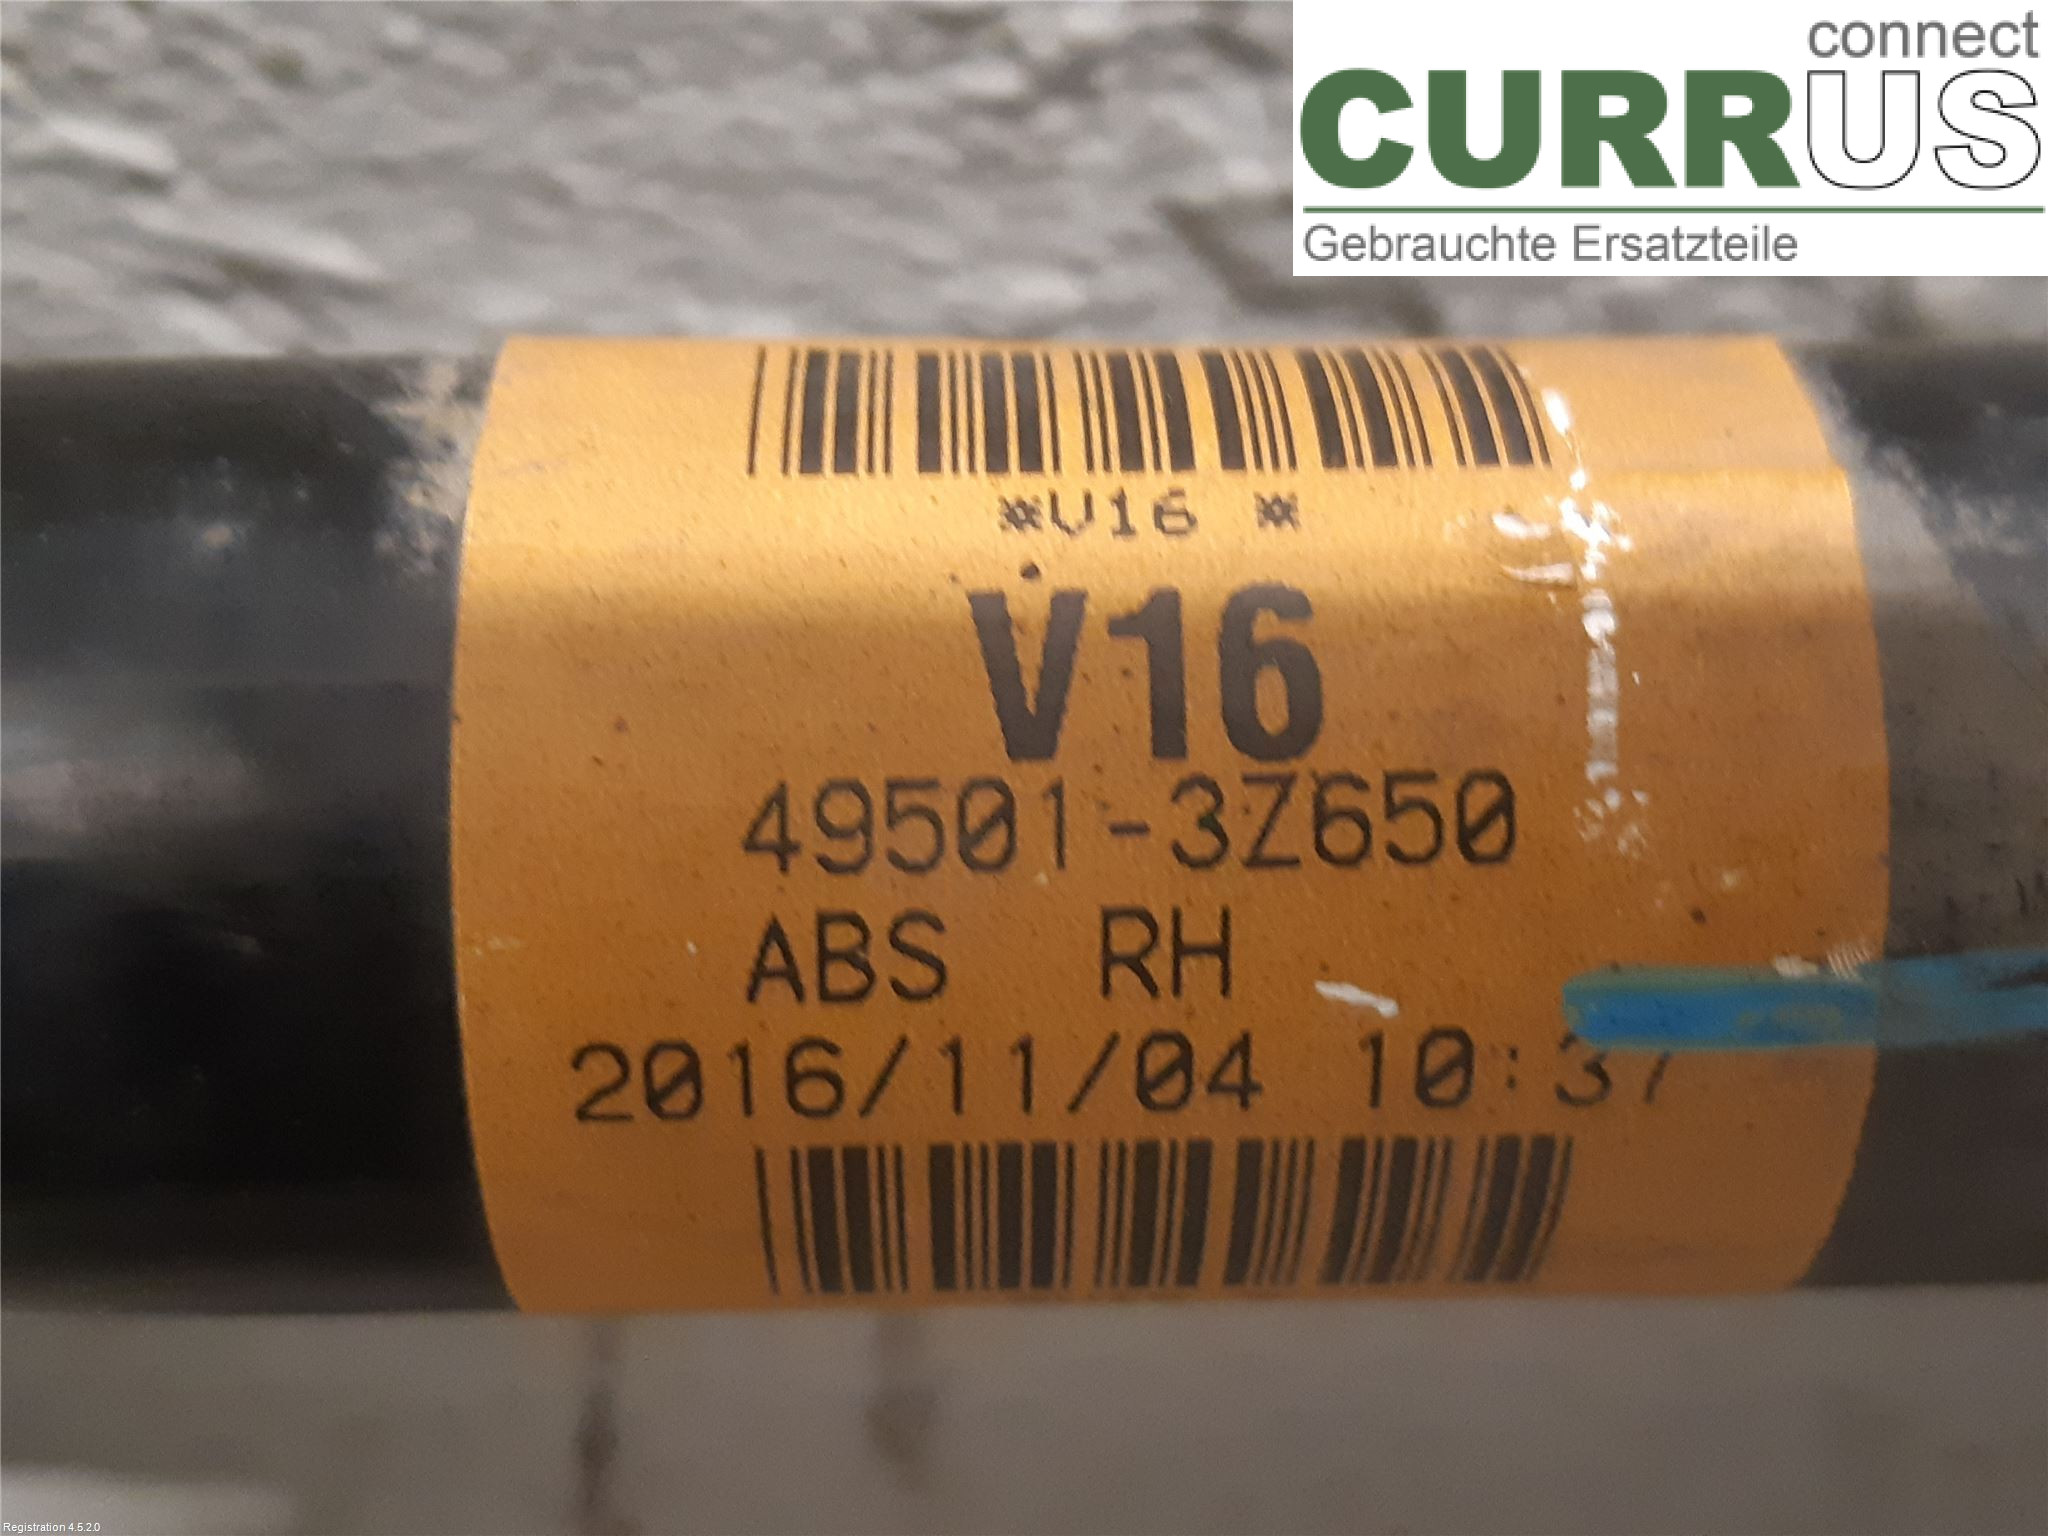 connect
CURRUS
Gebrauchte Ersatzteile
*V16 *
V16
49501-3Z650
ABS RH
2016/11/04 10:37
Registration 4.5.2.0